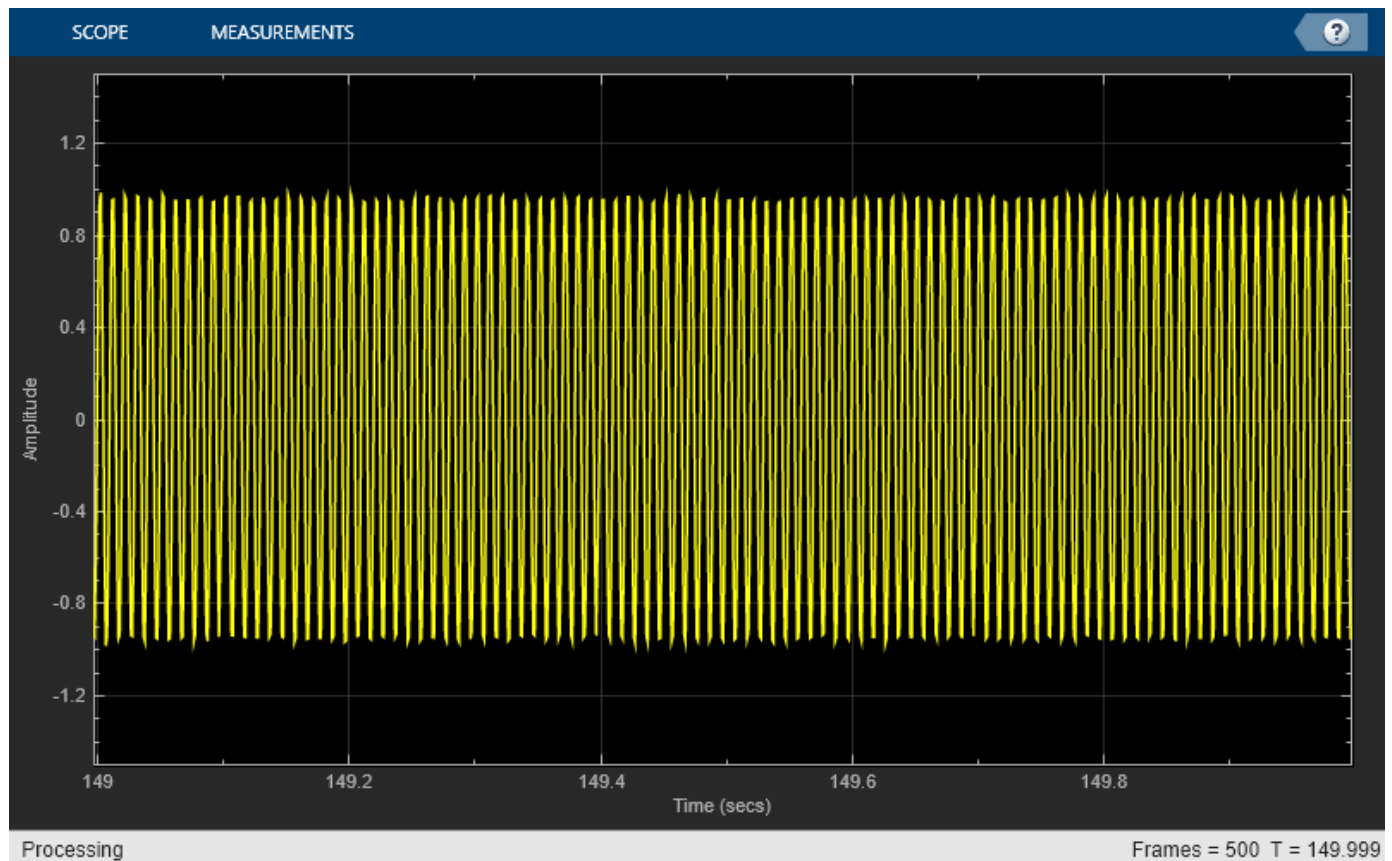 SCOPE MEASUREMENTS ?
1.2
0.8
0.4
0
-0.4
-0.8
-1.2
Amplitude
149 149.2 149.4 149.6 149.8
Time (secs)
Processing Frames = 500 T = 149.999